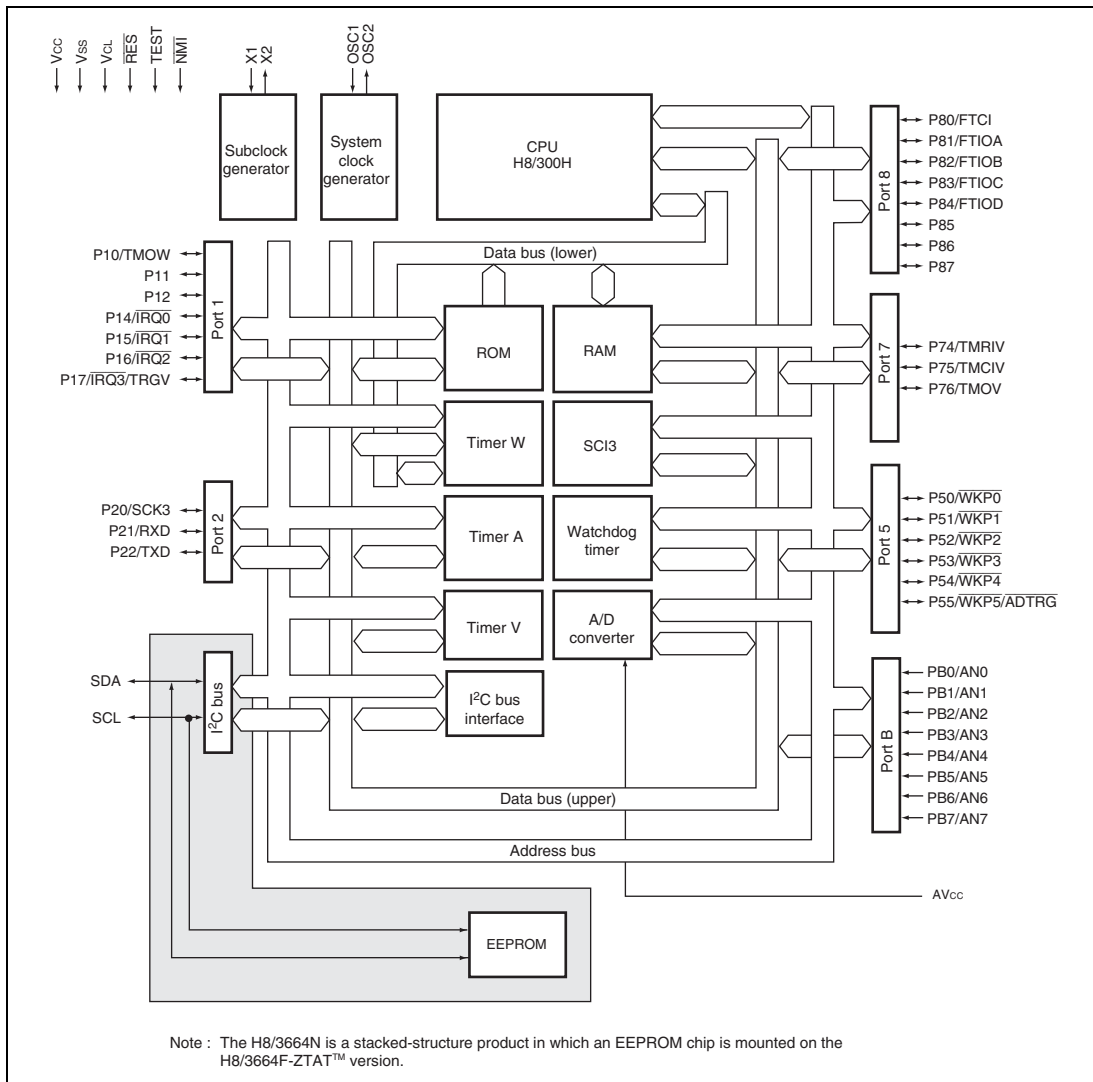 Vcc
Vss
VcL
RES
TEST
NMI
X1
X2
OSC1
OSC2
Subclock
generator
System
clock
generator
CPU
H8/300H
P80/FTCI
P81/FTIOA
P82/FTIOB
P83/FTIOC
P84/FTIOD
P85
P86
P87
Port 8
Data bus (lower)
P10/TMOW
P11
P12
P14/IRQ0
P15/IRQ1
P16/IRQ2
P17/IRQ3/TRGV
Port 1
ROM
RAM
Port 7
P74/TMRIV
P75/TMCIV
P76/TMOV
Timer W
SCI3
P20/SCK3
P21/RXD
P22/TXD
Port 2
Timer A
Watchdog
timer
Port 5
P50/WKP0
P51/WKP1
P52/WKP2
P53/WKP3
P54/WKP4
P55/WKP5/ADTRG
Timer V
A/D
converter
SDA
SCL
I²C bus
I²C bus
interface
Port B
PB0/AN0
PB1/AN1
PB2/AN2
PB3/AN3
PB4/AN4
PB5/AN5
PB6/AN6
PB7/AN7
Data bus (upper)
Address bus
AVcc
EEPROM
Note : The H8/3664N is a stacked-structure product in which an EEPROM chip is mounted on the
H8/3664F-ZTAT™ version.